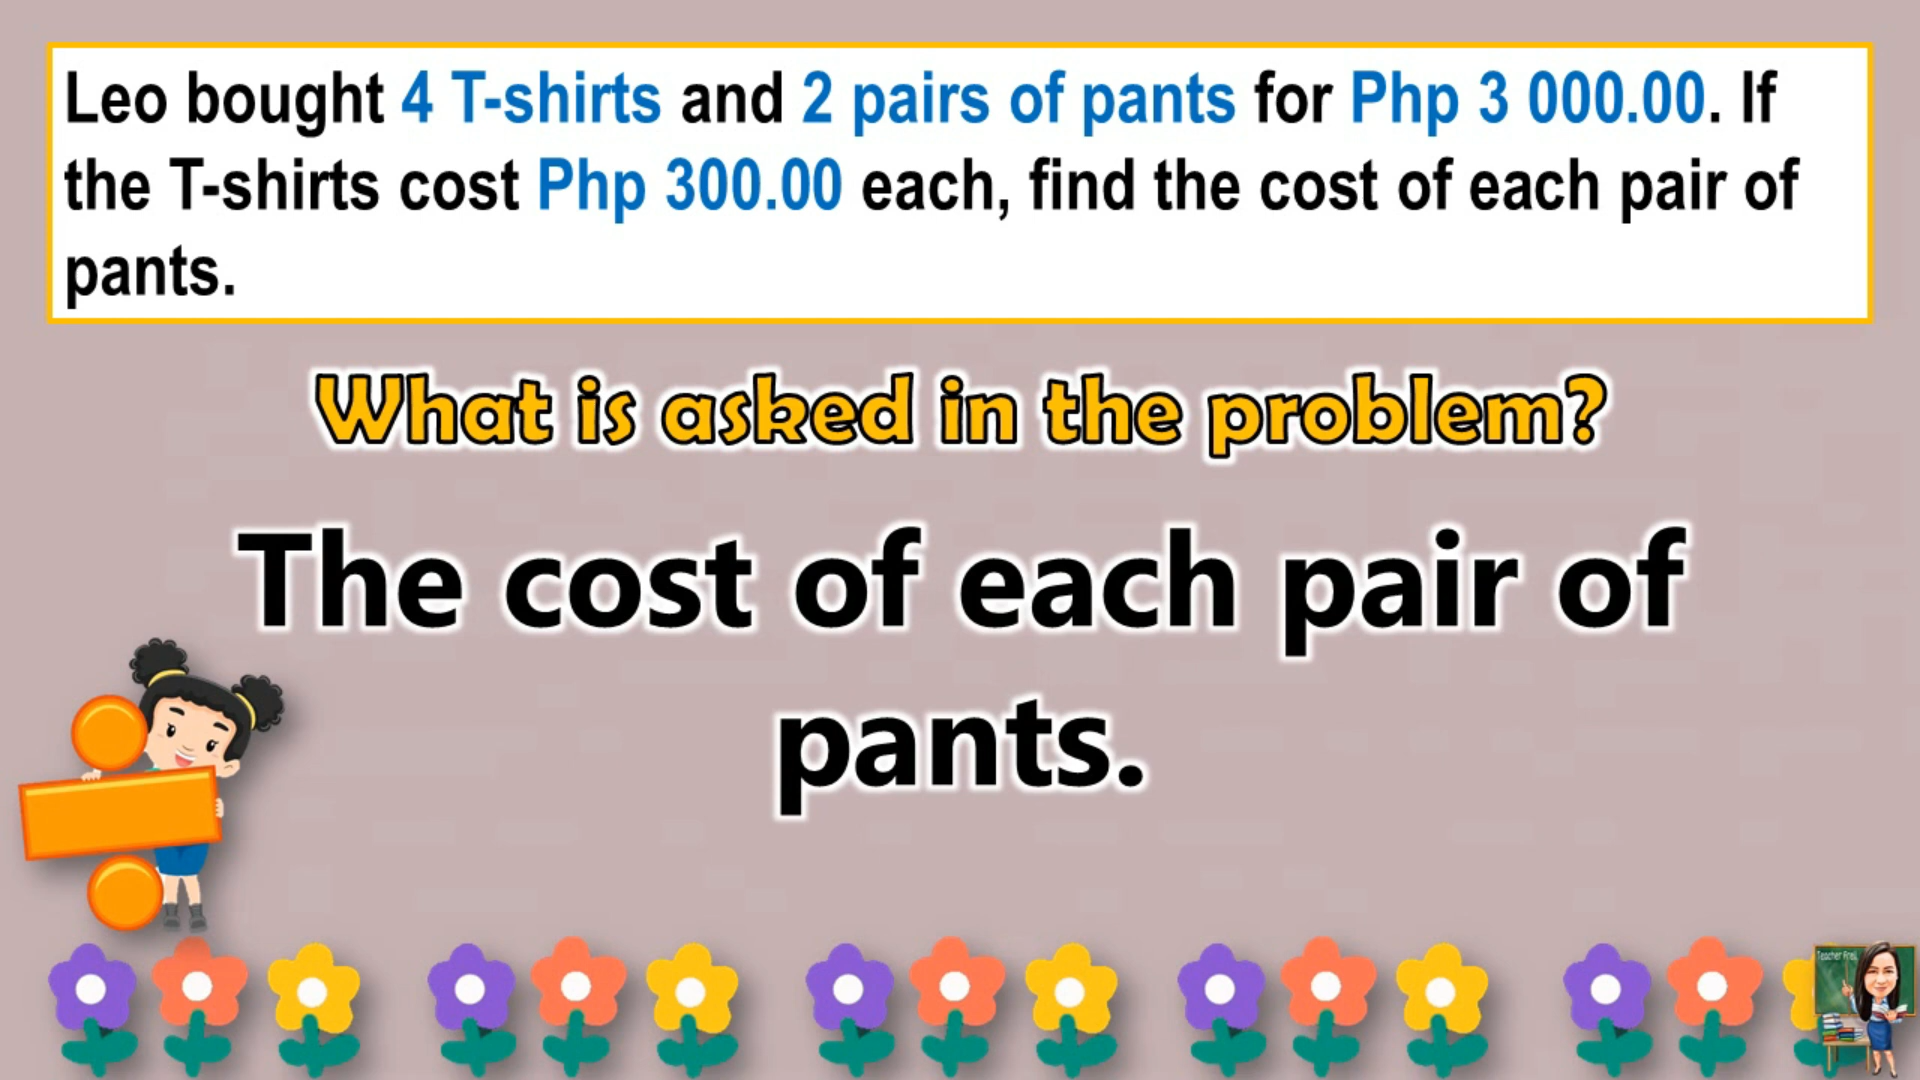 Leo bought 4 T-shirts and 2 pairs of pants for Php 3 000.00. If
the T-shirts cost Php 300.00 each, find the cost of each pair of
pants.
What is asked in the problem?
The cost of each pair of
pants.
Teacher